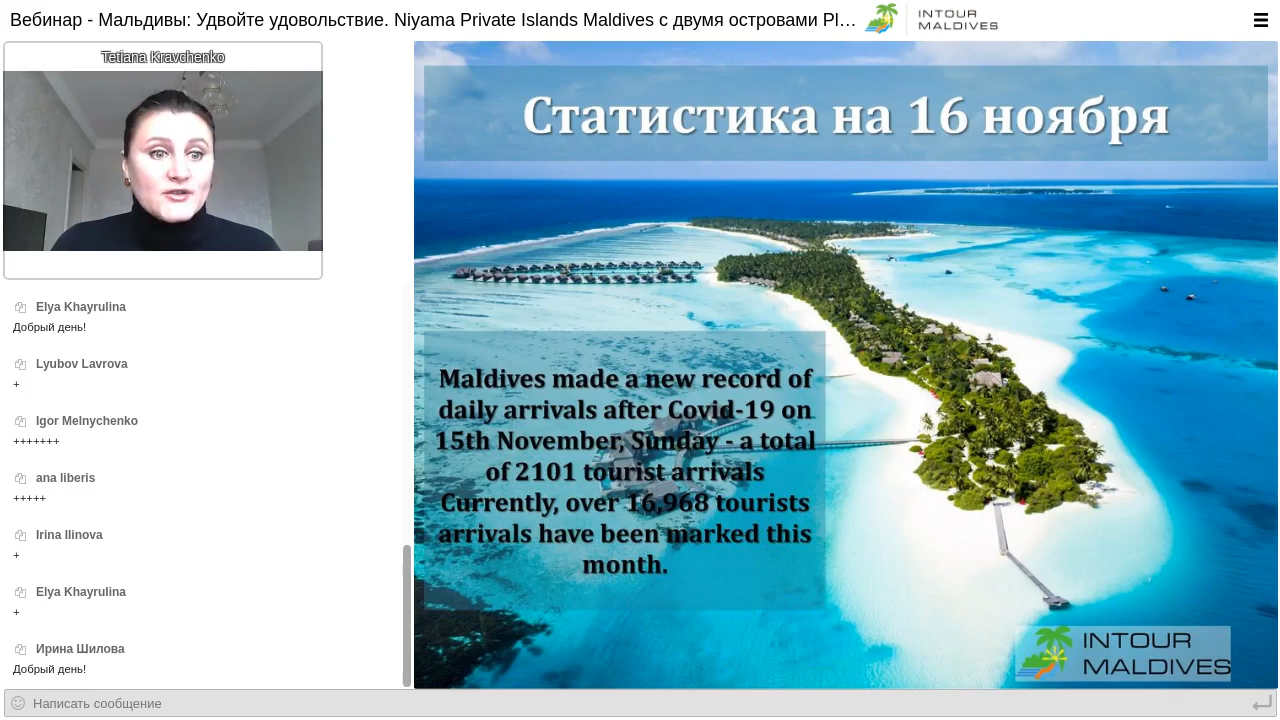 Вебинар - Мальдивы: Удвойте удовольствие. Niyama Private Islands Maldives с двумя островами Pl…
INTOUR
MALDIVES
Tetiana Kravchenko
Elya Khayrulina
Добрый день!
Lyubov Lavrova
+
Igor Melnychenko
+++++++
ana liberis
+++++
Irina Ilinova
+
Elya Khayrulina
+
Ирина Шилова
Добрый день!
Написать сообщение
Статистика на 16 ноября
Maldives made a new record of
daily arrivals after Covid-19 on
15th November, Sunday - a total
of 2101 tourist arrivals
Currently, over 16,968 tourists
arrivals have been marked this
month.
INTOUR
MALDIVES